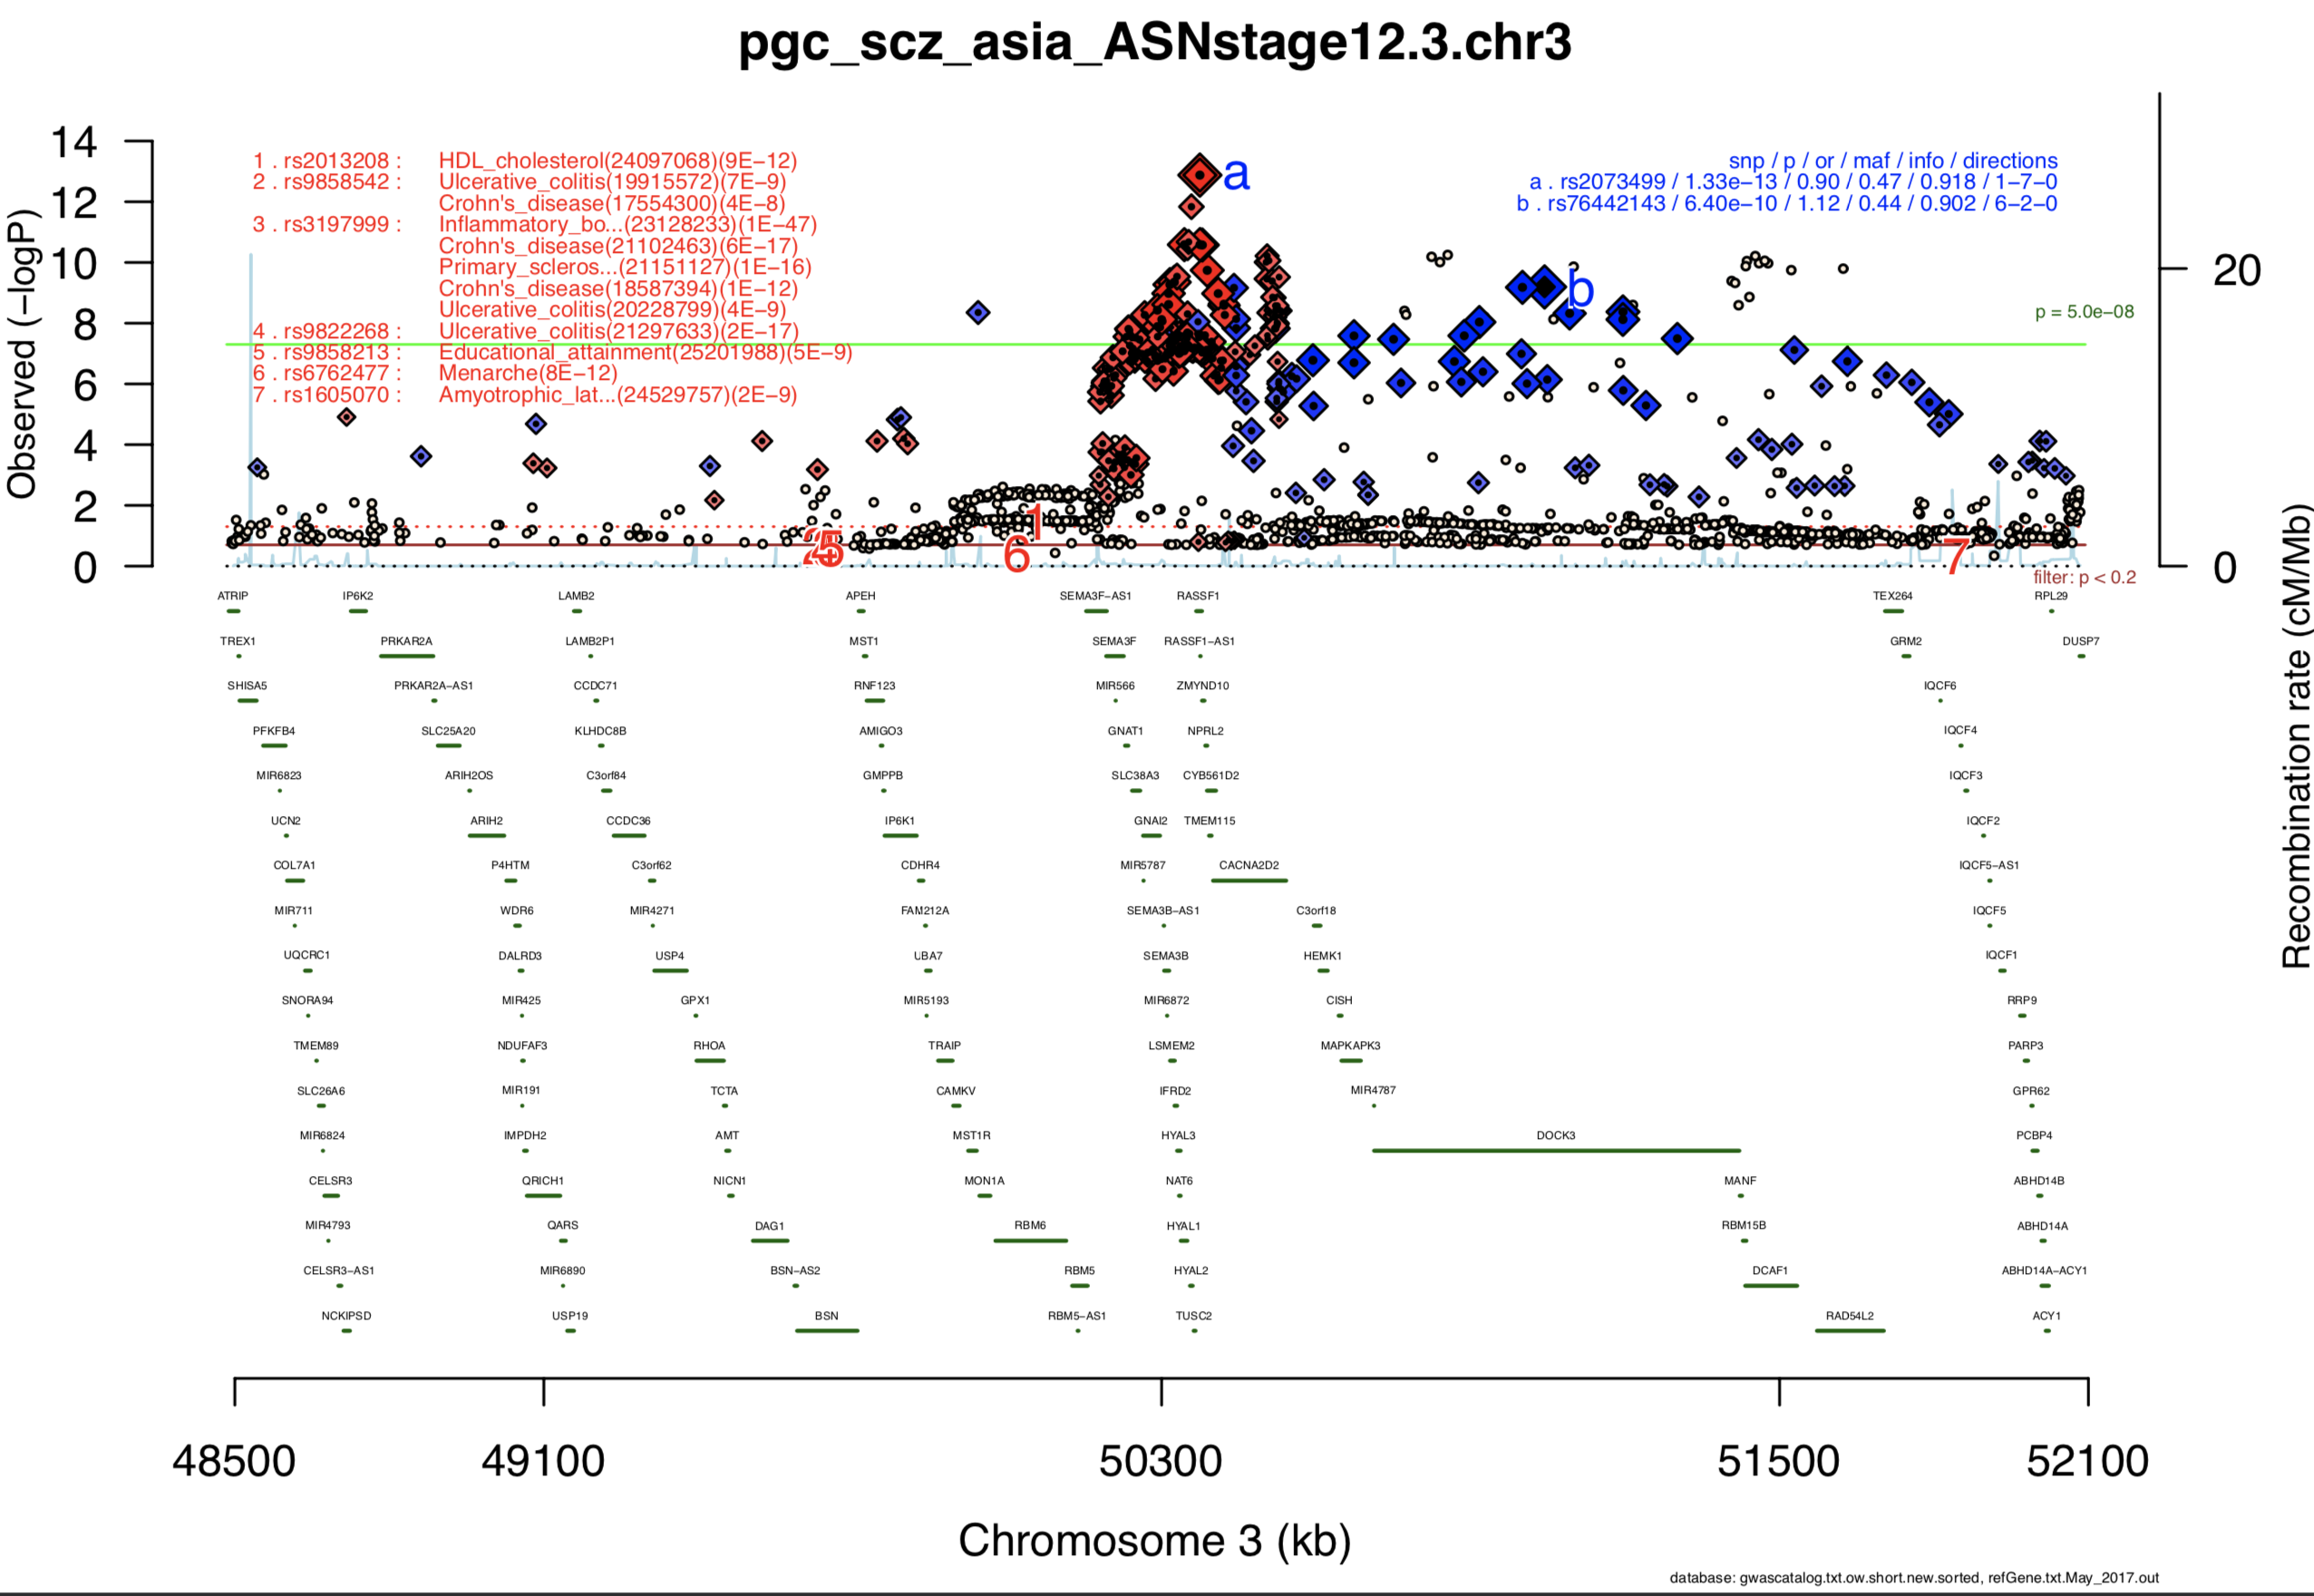 pgc_scz_asia_ASNstage12.3.chr3
Observed (−logP)
14
12
10
8
6
4
2
0
1 . rs2013208 : HDL_cholesterol(24097068)(9E−12)
2 . rs9858542 : Ulcerative_colitis(19915572)(7E−9)
Crohn's_disease(17554300)(4E−8)
3 . rs3197999 : Inflammatory_bo...(23128233)(1E−47)
Crohn's_disease(21102463)(6E−17)
Primary_scleros...(21151127)(1E−16)
Crohn's_disease(18587394)(1E−12)
Ulcerative_colitis(20228799)(4E−9)
4 . rs9822268 : Ulcerative_colitis(21297633)(2E−17)
5 . rs9858213 : Educational_attainment(25201988)(5E−9)
6 . rs6762477 : Menarche(8E−12)
7 . rs1605070 : Amyotrophic_lat...(24529757)(2E−9)
snp / p / or / maf / info / directions
a . rs2073499 / 1.33e−13 / 0.90 / 0.47 / 0.918 / 1−7−0
b . rs76442143 / 6.40e−10 / 1.12 / 0.44 / 0.902 / 6−2−0
a
b
p = 5.0e−08
1
5
6
7
filter: p < 0.2
20
0
Recombination rate (cM/Mb)
ATRIP IP6K2 LAMB2 APEH SEMA3F−AS1 RASSF1 TEX264 RPL29
TREX1 PRKAR2A LAMB2P1 MST1 SEMA3F RASSF1−AS1 GRM2 DUSP7
SHISA5 PRKAR2A−AS1 CCDC71 RNF123 MIR566 ZMYND10 IQCF6
PFKFB4 SLC25A20 KLHDC8B AMIGO3 GNAT1 NPRL2 IQCF4
MIR6823 ARIH2OS C3orf84 GMPPB SLC38A3 CYB561D2 IQCF3
UCN2 ARIH2 CCDC36 IP6K1 GNAI2 TMEM115 IQCF2
COL7A1 P4HTM C3orf62 CDHR4 MIR5787 CACNA2D2 IQCF5−AS1
MIR711 WDR6 MIR4271 FAM212A SEMA3B−AS1 C3orf18 IQCF5
UQCRC1 DALRD3 USP4 UBA7 SEMA3B HEMK1 IQCF1
SNORA94 MIR425 GPX1 MIR5193 MIR6872 CISH RRP9
TMEM89 NDUFAF3 RHOA TRAIP LSMEM2 MAPKAPK3 PARP3
SLC26A6 MIR191 TCTA CAMKV IFRD2 MIR4787 GPR62
MIR6824 IMPDH2 AMT MST1R HYAL3 DOCK3 PCBP4
CELSR3 QRICH1 NICN1 MON1A NAT6 MANF ABHD14B
MIR4793 QARS DAG1 RBM6 HYAL1 RBM15B ABHD14A
CELSR3−AS1 MIR6890 BSN−AS2 RBM5 HYAL2 DCAF1 ABHD14A−ACY1
NCKIPSD USP19 BSN RBM5−AS1 TUSC2 RAD54L2 ACY1
48500 49100 50300 51500 52100
Chromosome 3 (kb)
database: gwascatalog.txt.ow.short.new.sorted, refGene.txt.May_2017.out